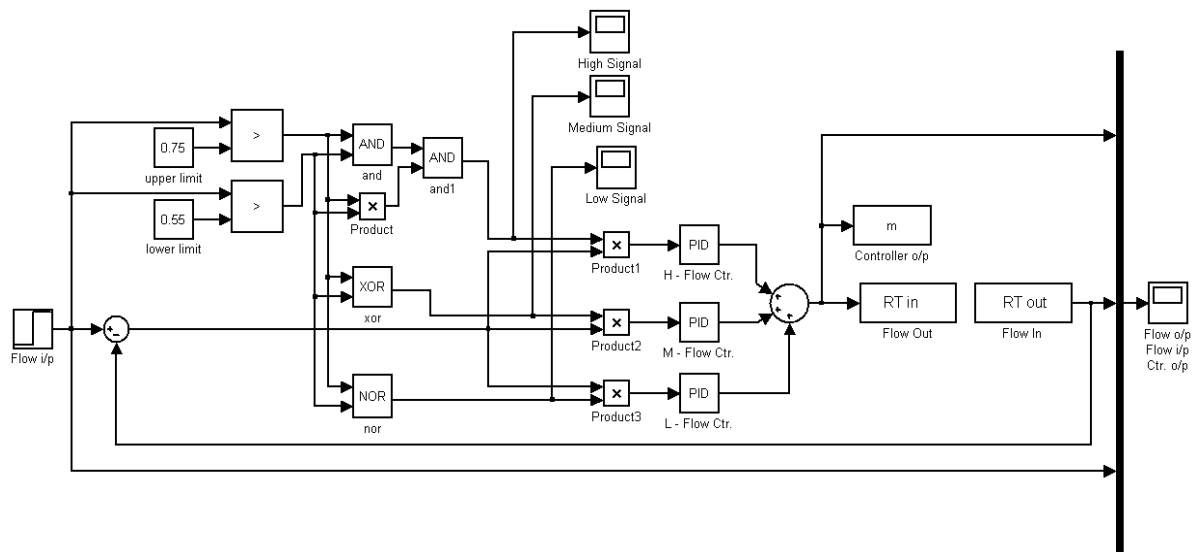 High Signal
Medium Signal
Low Signal
>
0.75
upper limit
>
0.55
lower limit
AND
and
AND
and1
×
Product
XOR
xor
NOR
nor
×
Product1
PID
H - Flow Ctr.
×
Product2
PID
M - Flow Ctr.
×
Product3
PID
L - Flow Ctr.
m
Controller o/p
RT in
Flow Out
RT out
Flow In
Flow i/p
Flow o/p
Flow i/p
Ctr. o/p